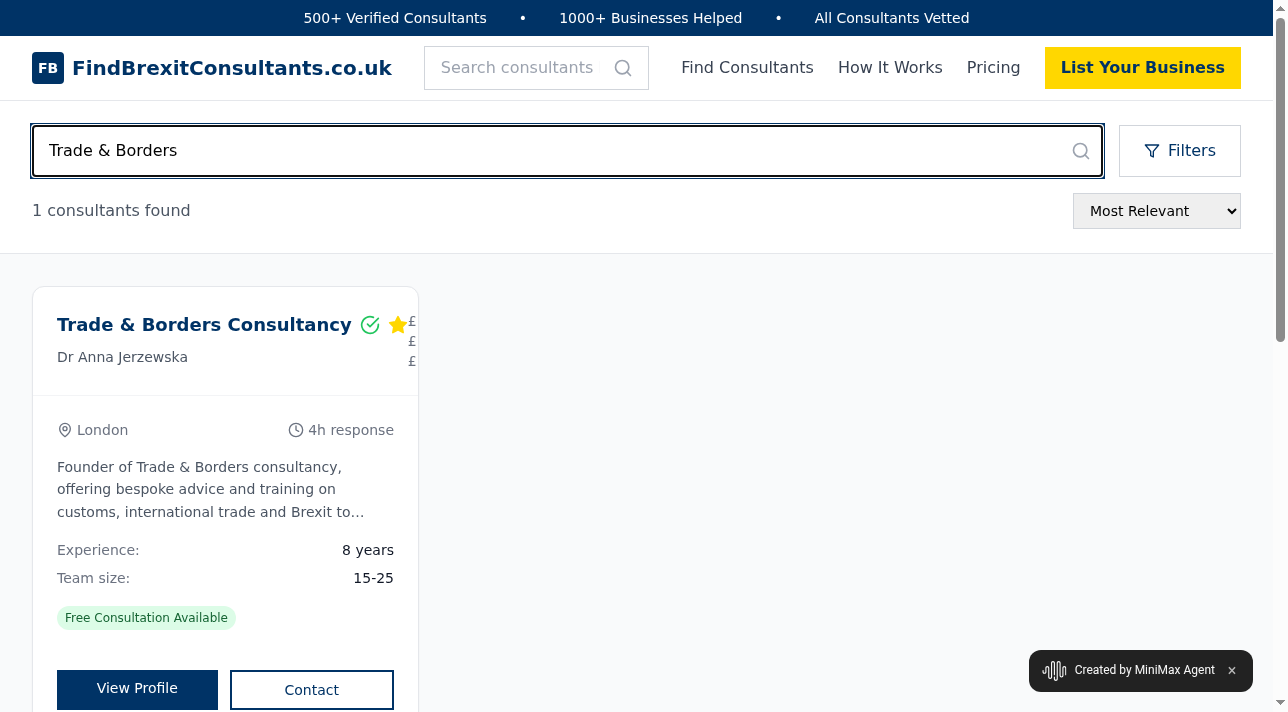 500+ Verified Consultants • 1000+ Businesses Helped • All Consultants Vetted
FB FindBrexitConsultants.co.uk Search consultants Find Consultants How It Works Pricing List Your Business
Trade & Borders Filters
1 consultants found Most Relevant
Trade & Borders Consultancy £
£
£
Dr Anna Jerzewska
London 4h response
Founder of Trade & Borders consultancy,
offering bespoke advice and training on
customs, international trade and Brexit to...
Experience: 8 years
Team size: 15-25
Free Consultation Available
View Profile Contact
Created by MiniMax Agent ×